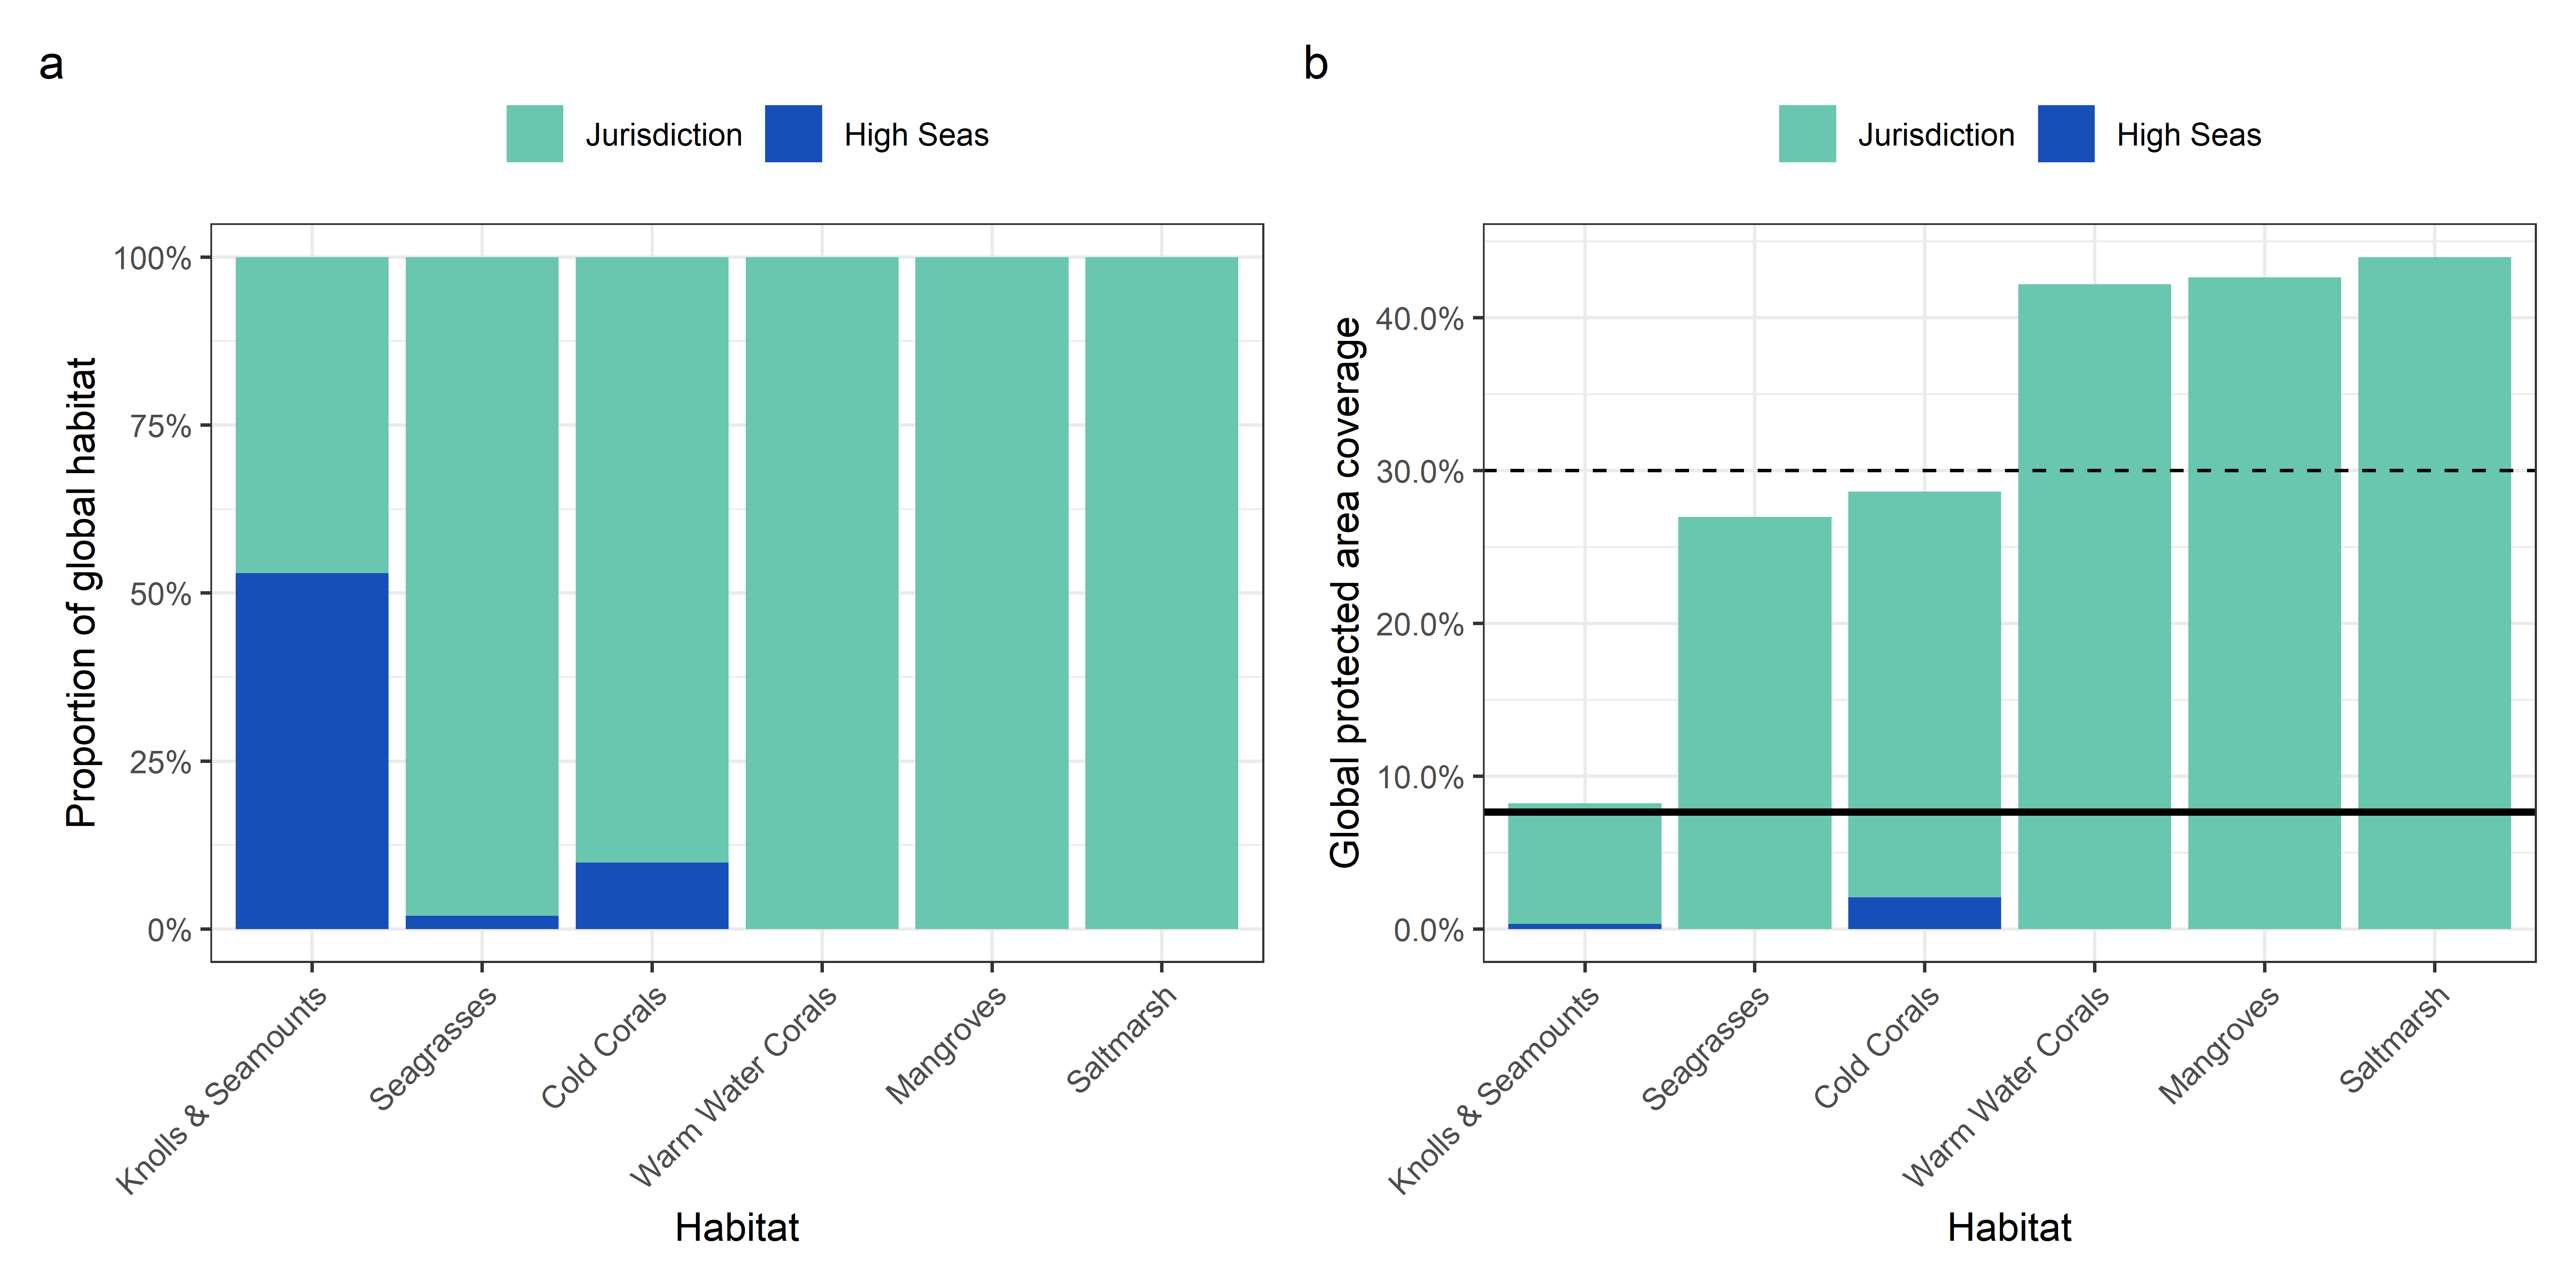 a
Jurisdiction High Seas
Proportion of global habitat
100%
75%
50%
25%
0%
Knolls & Seamounts
Seagrasses
Cold Corals
Warm Water Corals
Mangroves
Saltmarsh
Habitat
b
Jurisdiction High Seas
Global protected area coverage
40.0%
30.0%
20.0%
10.0%
0.0%
Knolls & Seamounts
Seagrasses
Cold Corals
Warm Water Corals
Mangroves
Saltmarsh
Habitat